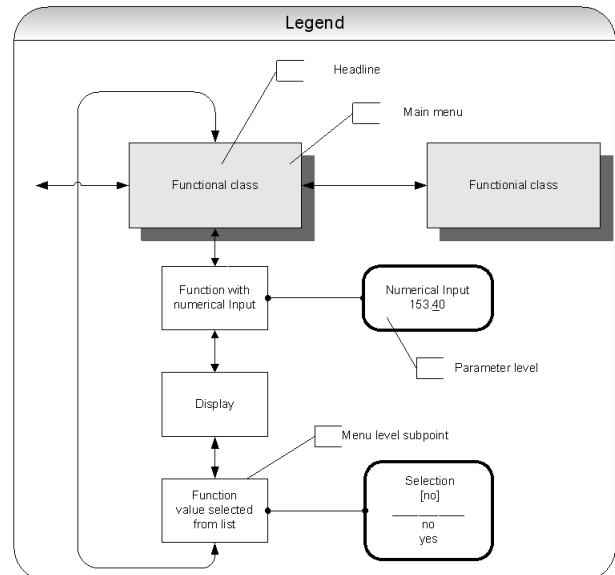 Legend
Headline
Main menu
Functional class
Functionial class
Function with
numerical Input
Numerical Input
153.40
Parameter level
Display
Menu level subpoint
Function
value selected
from list
Selection
[no]
no
yes